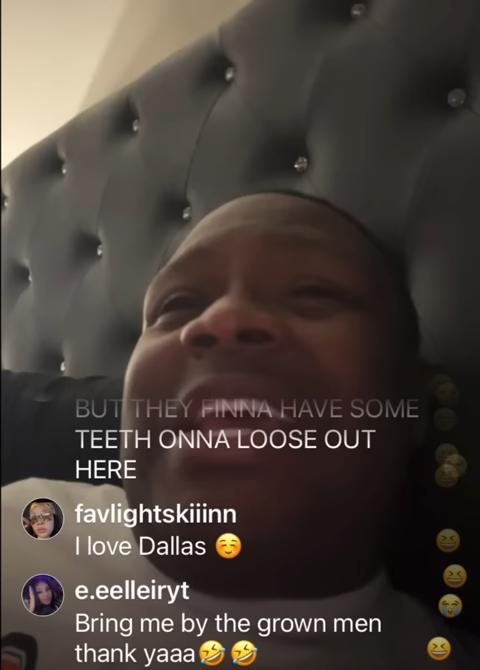 BUT THEY FINNA HAVE SOME
TEETH ONNA LOOSE OUT
HERE
favlightskiiinn
I love Dallas ☺️
e.eelleiryt
Bring me by the grown men
thank yaaa🤣🤣